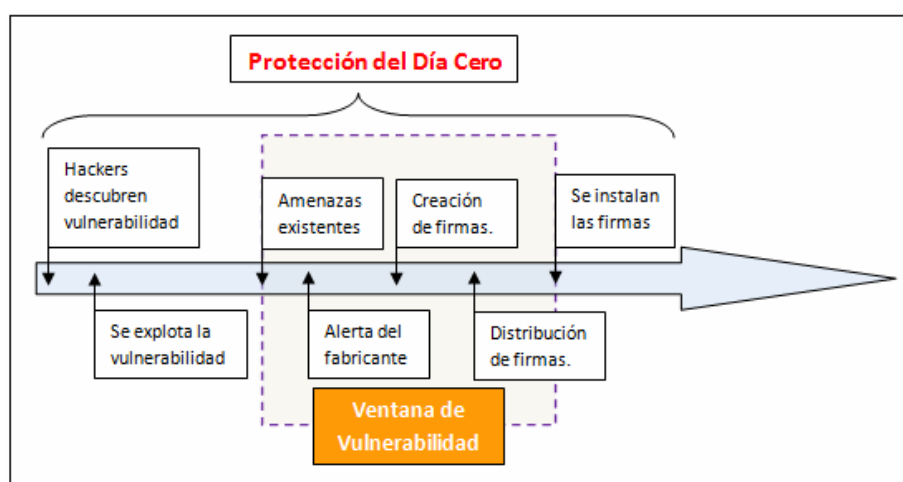 Protección del Día Cero
Hackers
descubren
vulnerabilidad
Amenazas
existentes
Creación
de firmas.
Se instalan
las firmas
Se explota la
vulnerabilidad
Alerta del
fabricante
Distribución
de firmas.
Ventana de
Vulnerabilidad